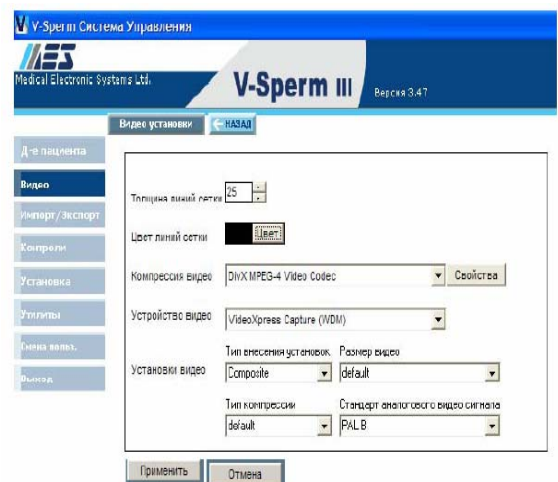 V-Sperm Система Управления
MES
Medical Electronic Systems Ltd.
V-Sperm III
Версия 3.47
Видео установки
НАЗАД
Д-е пациента
Видео
Импорт/Экспорт
Контроли
Установка
Утилиты
Смена польз.
Выход
Толщина линий сетки 25
Цвет линий сетки Цвет
Компрессия видео DivX MPEG-4 Video Codec Свойства
Устройство видео VideoXpress Capture (WDM)
Тип внесения установок Размер видео
Установки видео Composite default
Тип компрессии Стандарт аналогового видео сигнала
default PAL B
Применить Отмена